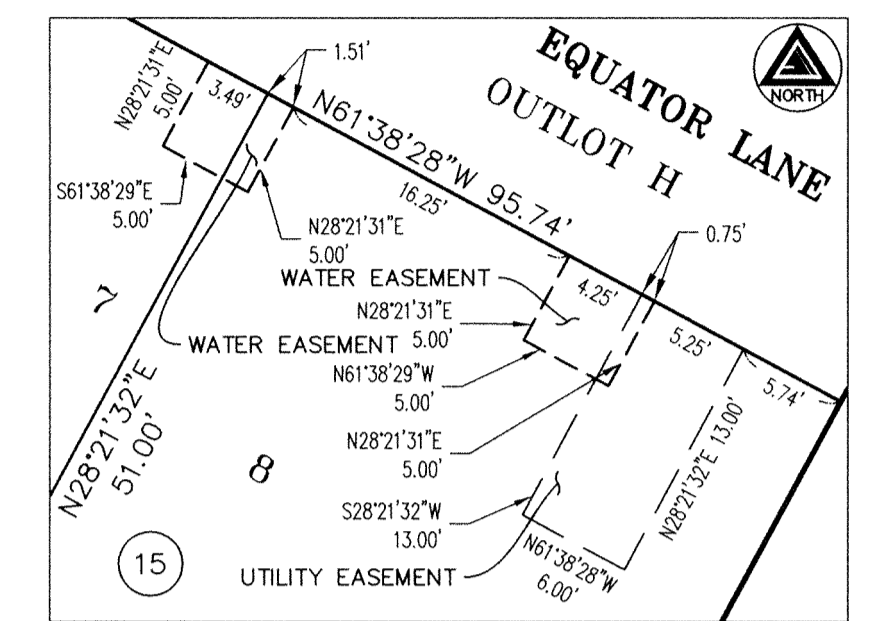 1.51'
EQUATOR LANE
OUTLOT H
NORTH
N28°21'31"E
5.00'
3.49'
N61°38'28"W 95.74'
S61°38'29"E
5.00'
16.25'
N28°21'31"E
5.00'
0.75'
WATER EASEMENT
4.25'
N28°21'31"E
5.00'
5.25'
7
WATER EASEMENT
N61°38'29"W
5.00'
5.74'
N28°21'32"E
51.00'
8
N28°21'31"E
5.00'
N28°21'32"E 13.00'
S28°21'32"W
13.00'
15
N61°38'28"W
6.00'
UTILITY EASEMENT